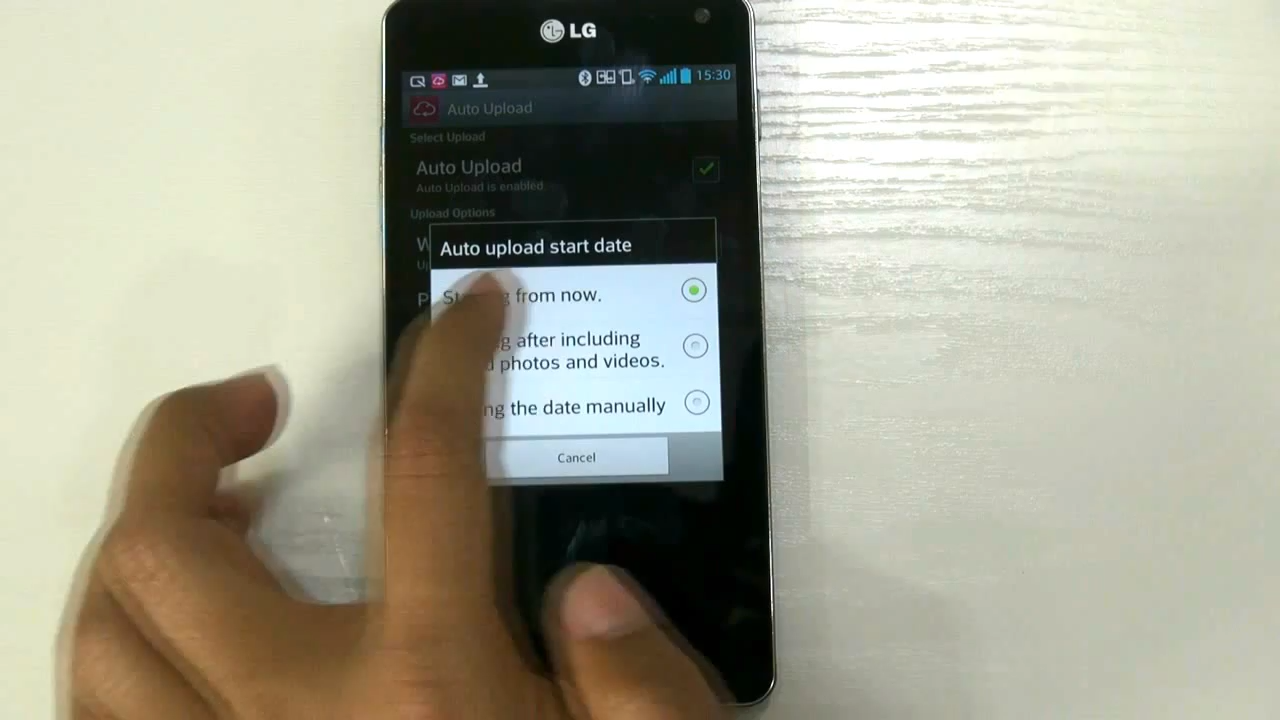 LG
15:30
Auto Upload
Select Upload
Auto Upload
Auto Upload is enabled
Upload Options
Auto upload start date
from now.
after including
photos and videos.
the date manually
Cancel